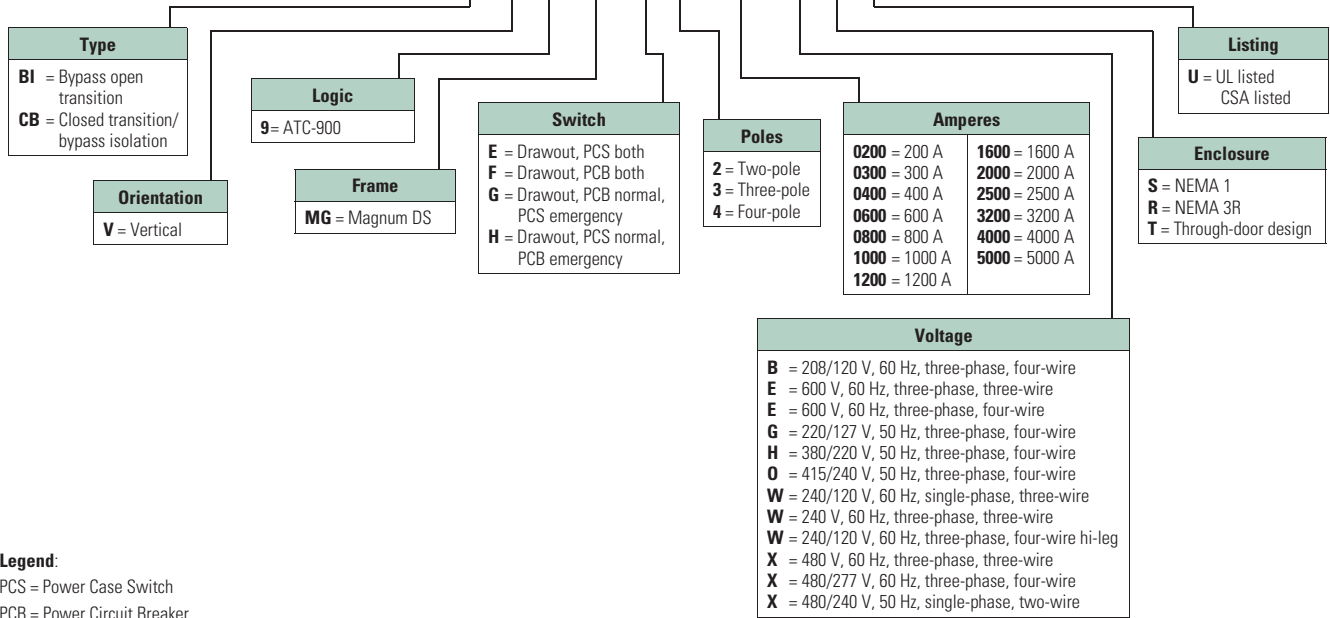 Type
BI = Bypass open
transition
CB = Closed transition/
bypass isolation
Orientation
V = Vertical
Logic
9= ATC-900
Frame
MG = Magnum DS
Switch
E = Drawout, PCS both
F = Drawout, PCB both
G = Drawout, PCB normal,
PCS emergency
H = Drawout, PCS normal,
PCB emergency
Poles
2 = Two-pole
3 = Three-pole
4 = Four-pole
Amperes
0200 = 200 A
0300 = 300 A
0400 = 400 A
0600 = 600 A
0800 = 800 A
1000 = 1000 A
1200 = 1200 A
1600 = 1600 A
2000 = 2000 A
2500 = 2500 A
3200 = 3200 A
4000 = 4000 A
5000 = 5000 A
Voltage
B = 208/120 V, 60 Hz, three-phase, four-wire
E = 600 V, 60 Hz, three-phase, three-wire
E = 600 V, 60 Hz, three-phase, four-wire
G = 220/127 V, 50 Hz, three-phase, four-wire
H = 380/220 V, 50 Hz, three-phase, four-wire
O = 415/240 V, 50 Hz, three-phase, four-wire
W = 240/120 V, 60 Hz, single-phase, three-wire
W = 240 V, 60 Hz, three-phase, three-wire
W = 240/120 V, 60 Hz, three-phase, four-wire hi-leg
X = 480 V, 60 Hz, three-phase, three-wire
X = 480/277 V, 60 Hz, three-phase, four-wire
X = 480/240 V, 50 Hz, single-phase, two-wire
Enclosure
S = NEMA 1
R = NEMA 3R
T = Through-door design
Listing
U = UL listed
CSA listed
Legend:
PCS = Power Case Switch
PCB = Power Circuit Breaker